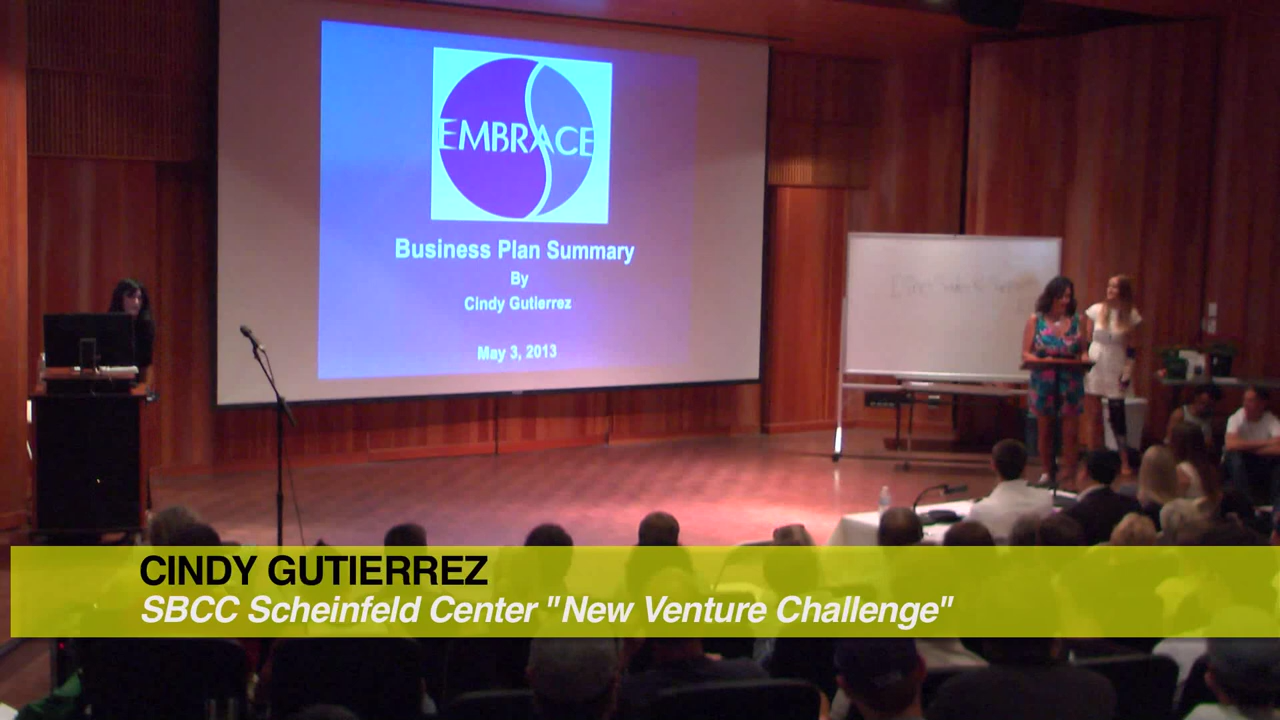 EMBRACE
Business Plan Summary
By
Cindy Gutierrez
May 3, 2013
CINDY GUTIERREZ
SBCC Scheinfeld Center "New Venture Challenge"